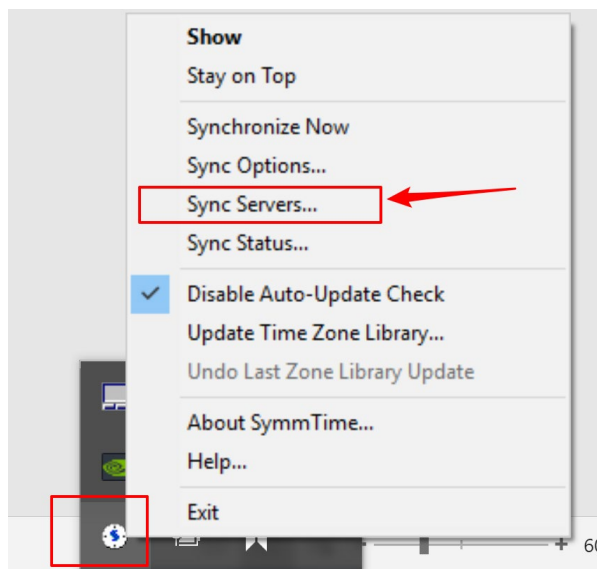 Show
Stay on Top
Synchronize Now
Sync Options...
Sync Servers...
Sync Status...
Disable Auto-Update Check
Update Time Zone Library...
Undo Last Zone Library Update
About SymmTime...
Help...
Exit